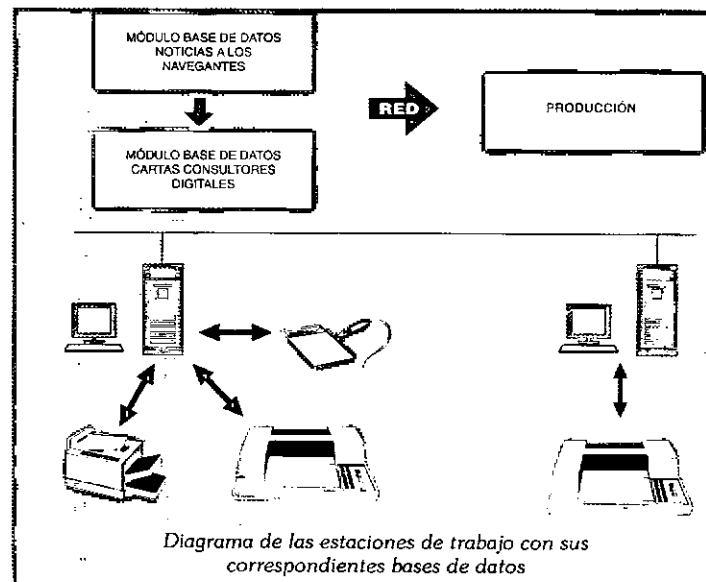 MÓDULO BASE DE DATOS
NOTICIAS A LOS
NAVEGANTES
RED
PRODUCCIÓN
MÓDULO BASE DE DATOS
CARTAS CONSULTORES
DIGITALES
Diagrama de las estaciones de trabajo con sus
correspondientes bases de datos